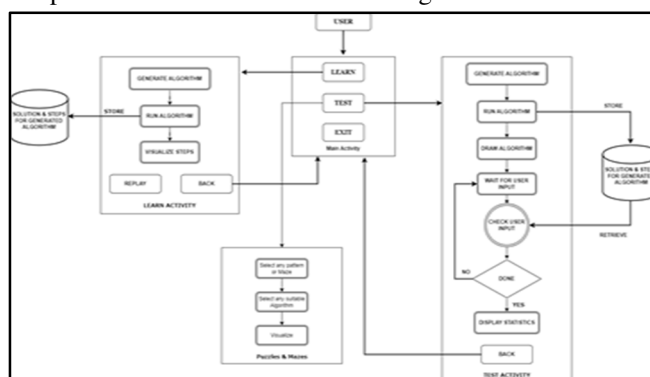 USER
LEARN
TEST
EXIT
Main Activity
GENERATE ALGORITHM
RUN ALGORITHM
VISUALIZE STEPS
REPLAY
BACK
LEARN ACTIVITY
STORE
SOLUTION & STEPS
FOR GENERATED
ALGORITHM
Select any pattern
or Maze
Select any suitable
Algorithm
Visualize
Puzzles & Mazes
GENERATE ALGORITHM
RUN ALGORITHM
DRAW ALGORITHM
WAIT FOR USER
INPUT
CHECK USER
INPUT
NO
DONE
YES
DISPLAY STATISTICS
BACK
TEST ACTIVITY
STORE
SOLUTION & STEPS
ALGORITHM
RETRIEVE